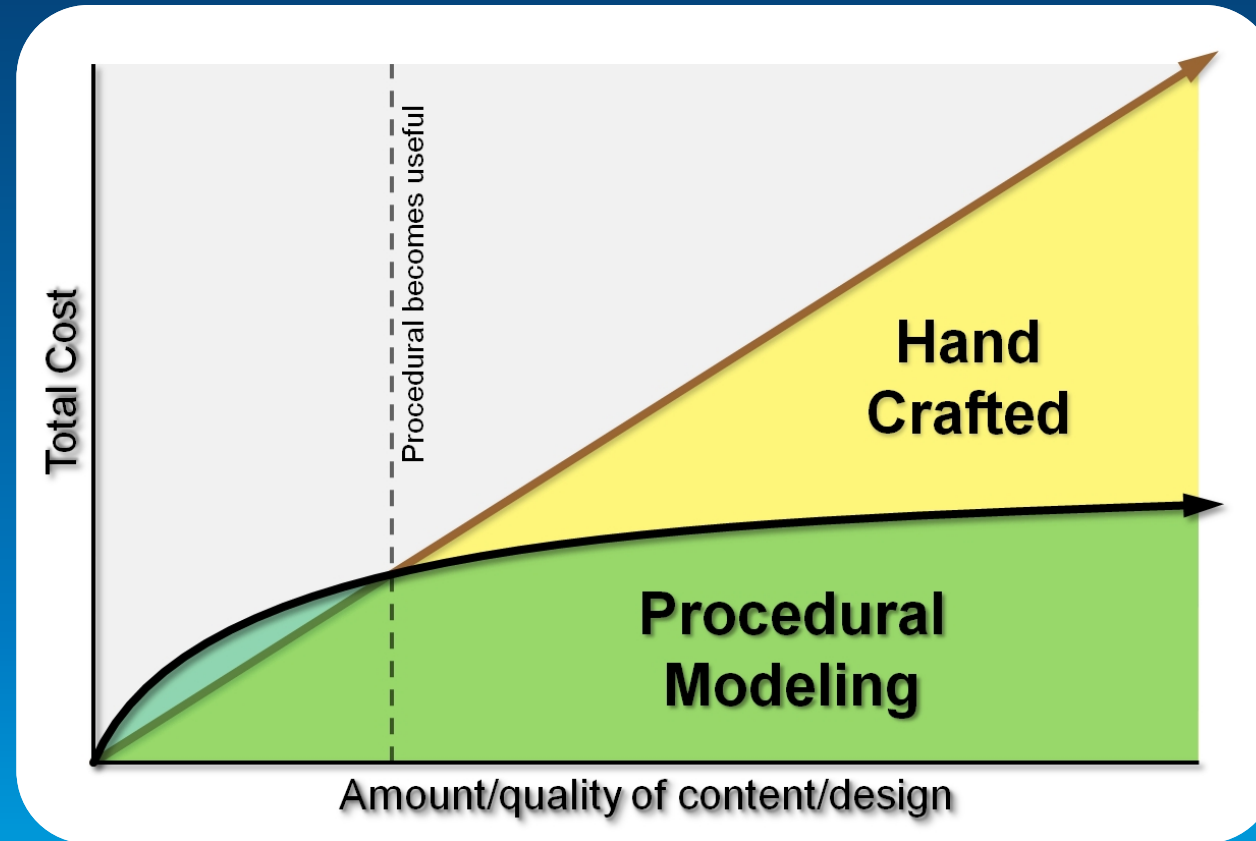 Procedural becomes useful
Total Cost
Hand
Crafted
Procedural
Modeling
Amount/quality of content/design